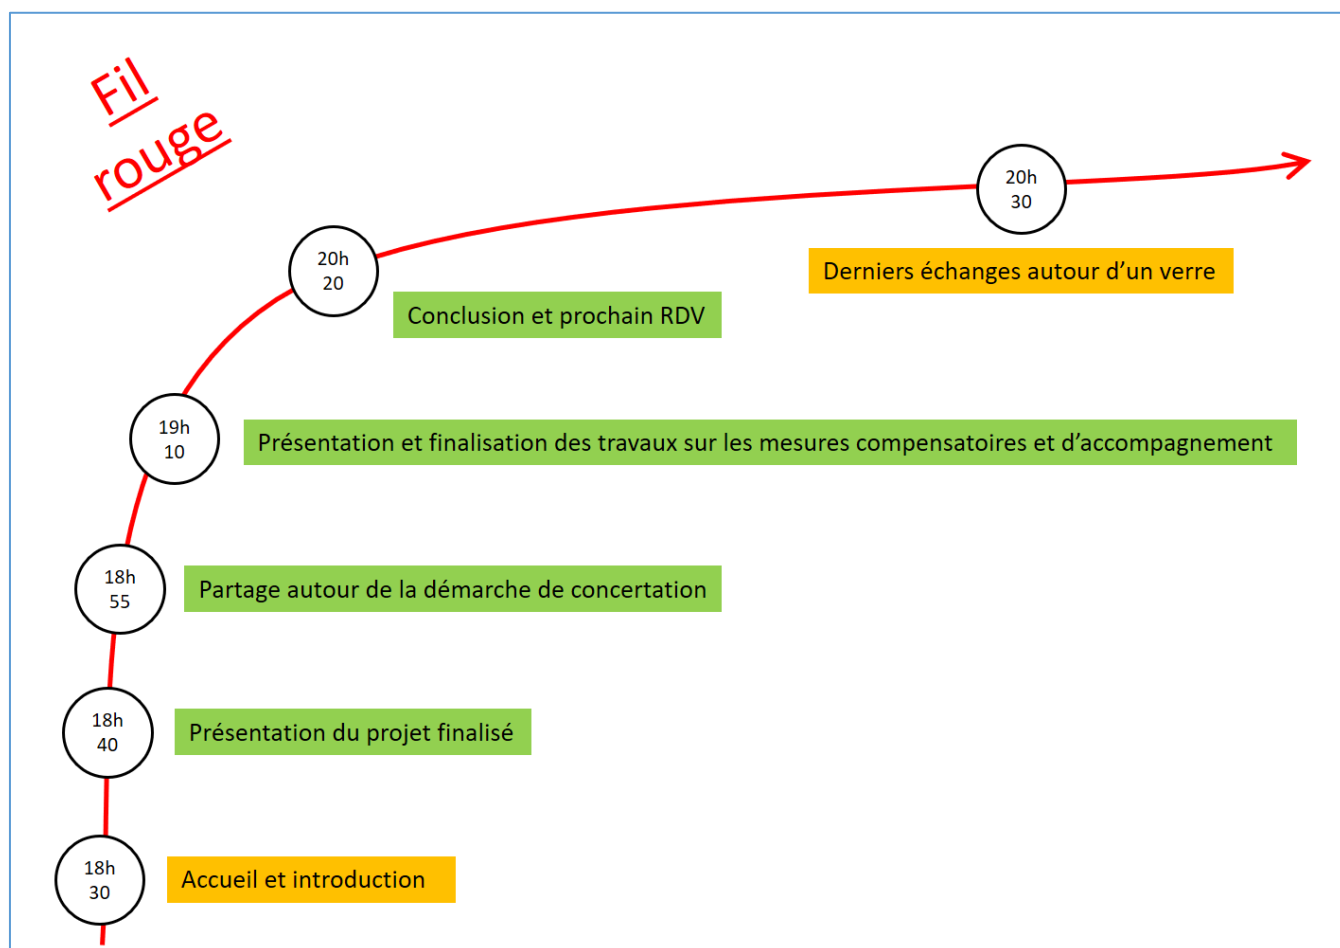 Fil
rouge
20h
30
Derniers échanges autour d’un verre
20h
20
Conclusion et prochain RDV
19h
10
Présentation et finalisation des travaux sur les mesures compensatoires et d’accompagnement
18h
55
Partage autour de la démarche de concertation
18h
40
Présentation du projet finalisé
18h
30
Accueil et introduction